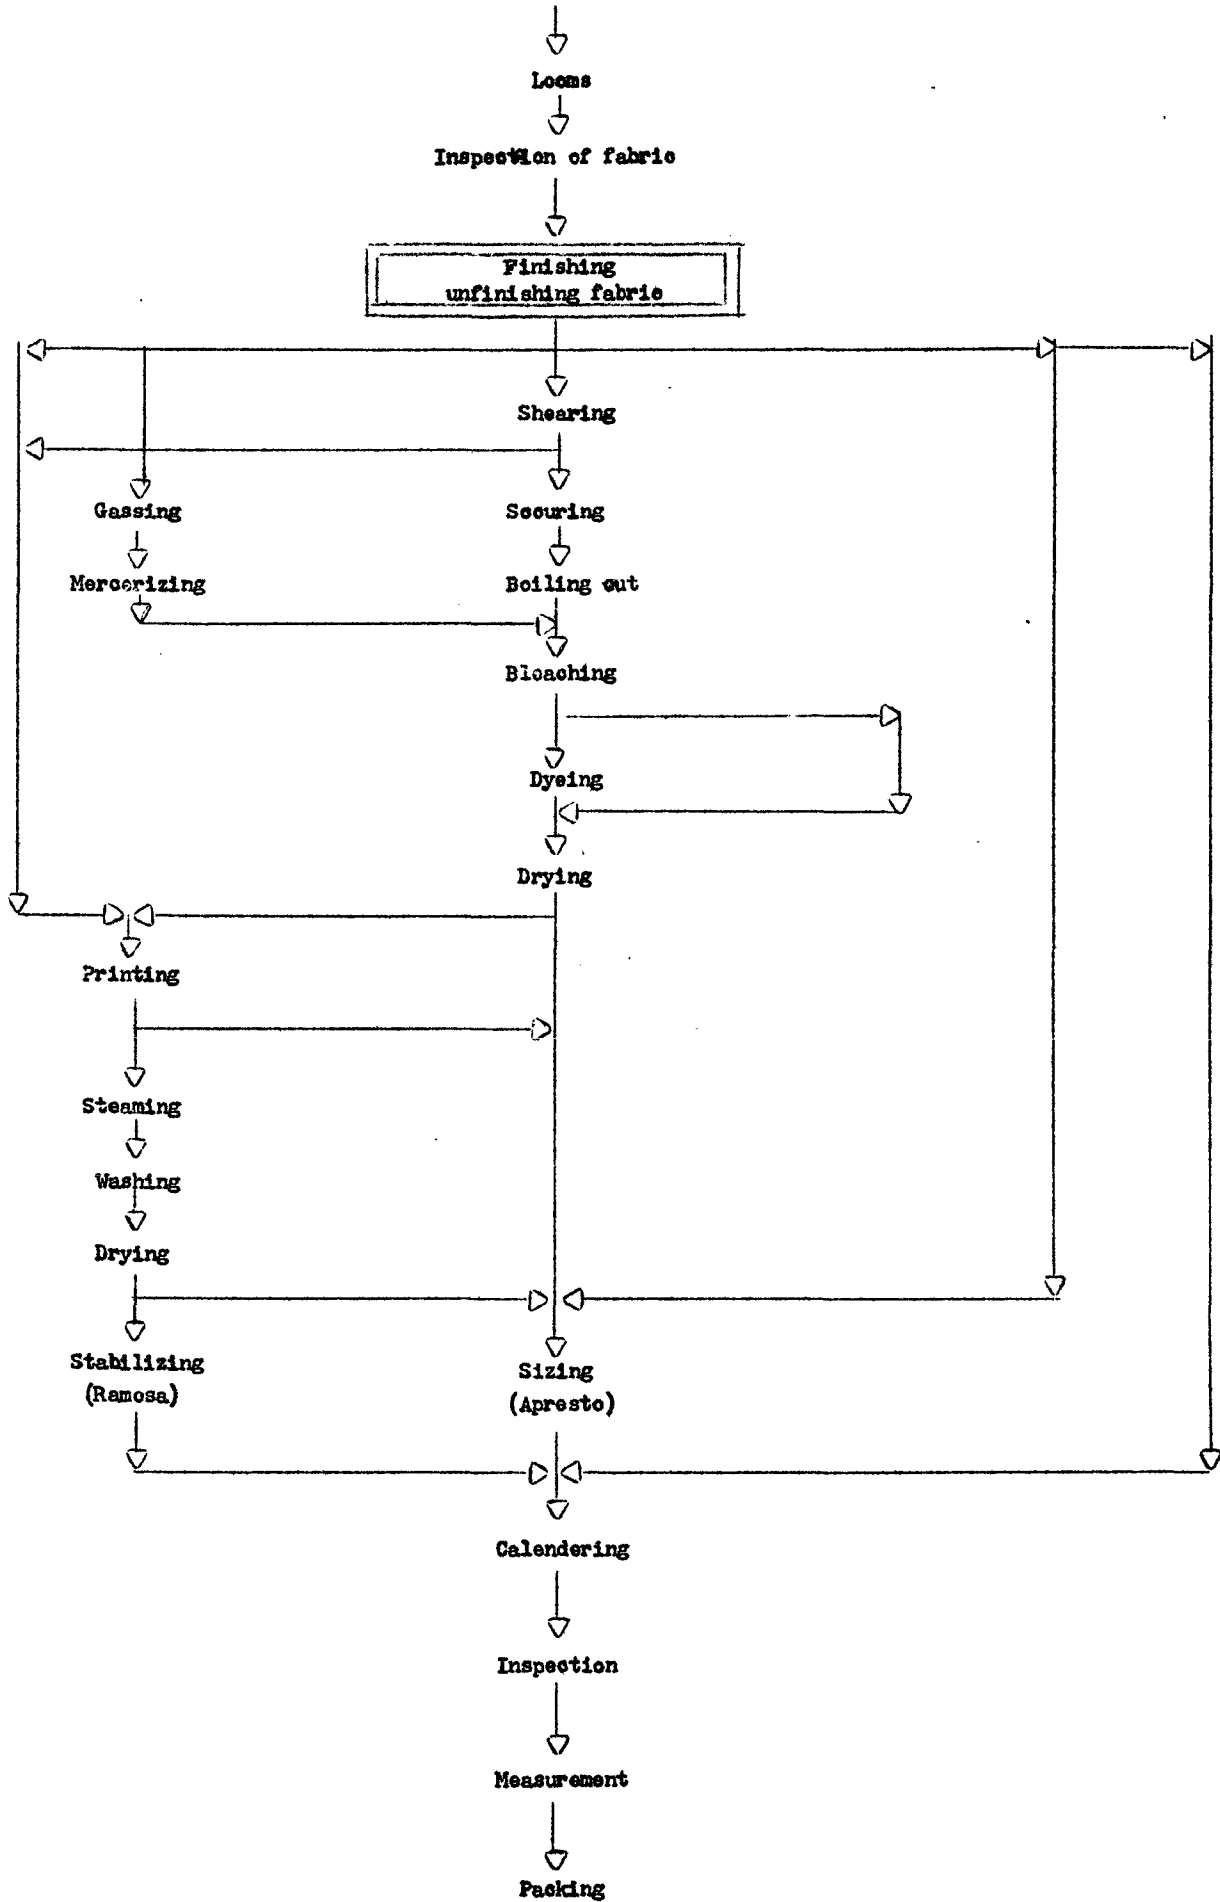 Looms
Inspection of fabric
Finishing
unfinishing fabric
Shearing
Gassing
Scouring
Mercerizing
Boiling out
Bleaching
Dyeing
Drying
Printing
Steaming
Washing
Drying
Stabilizing
(Ramosa)
Sizing
(Apresto)
Calendering
Inspection
Measurement
Packing